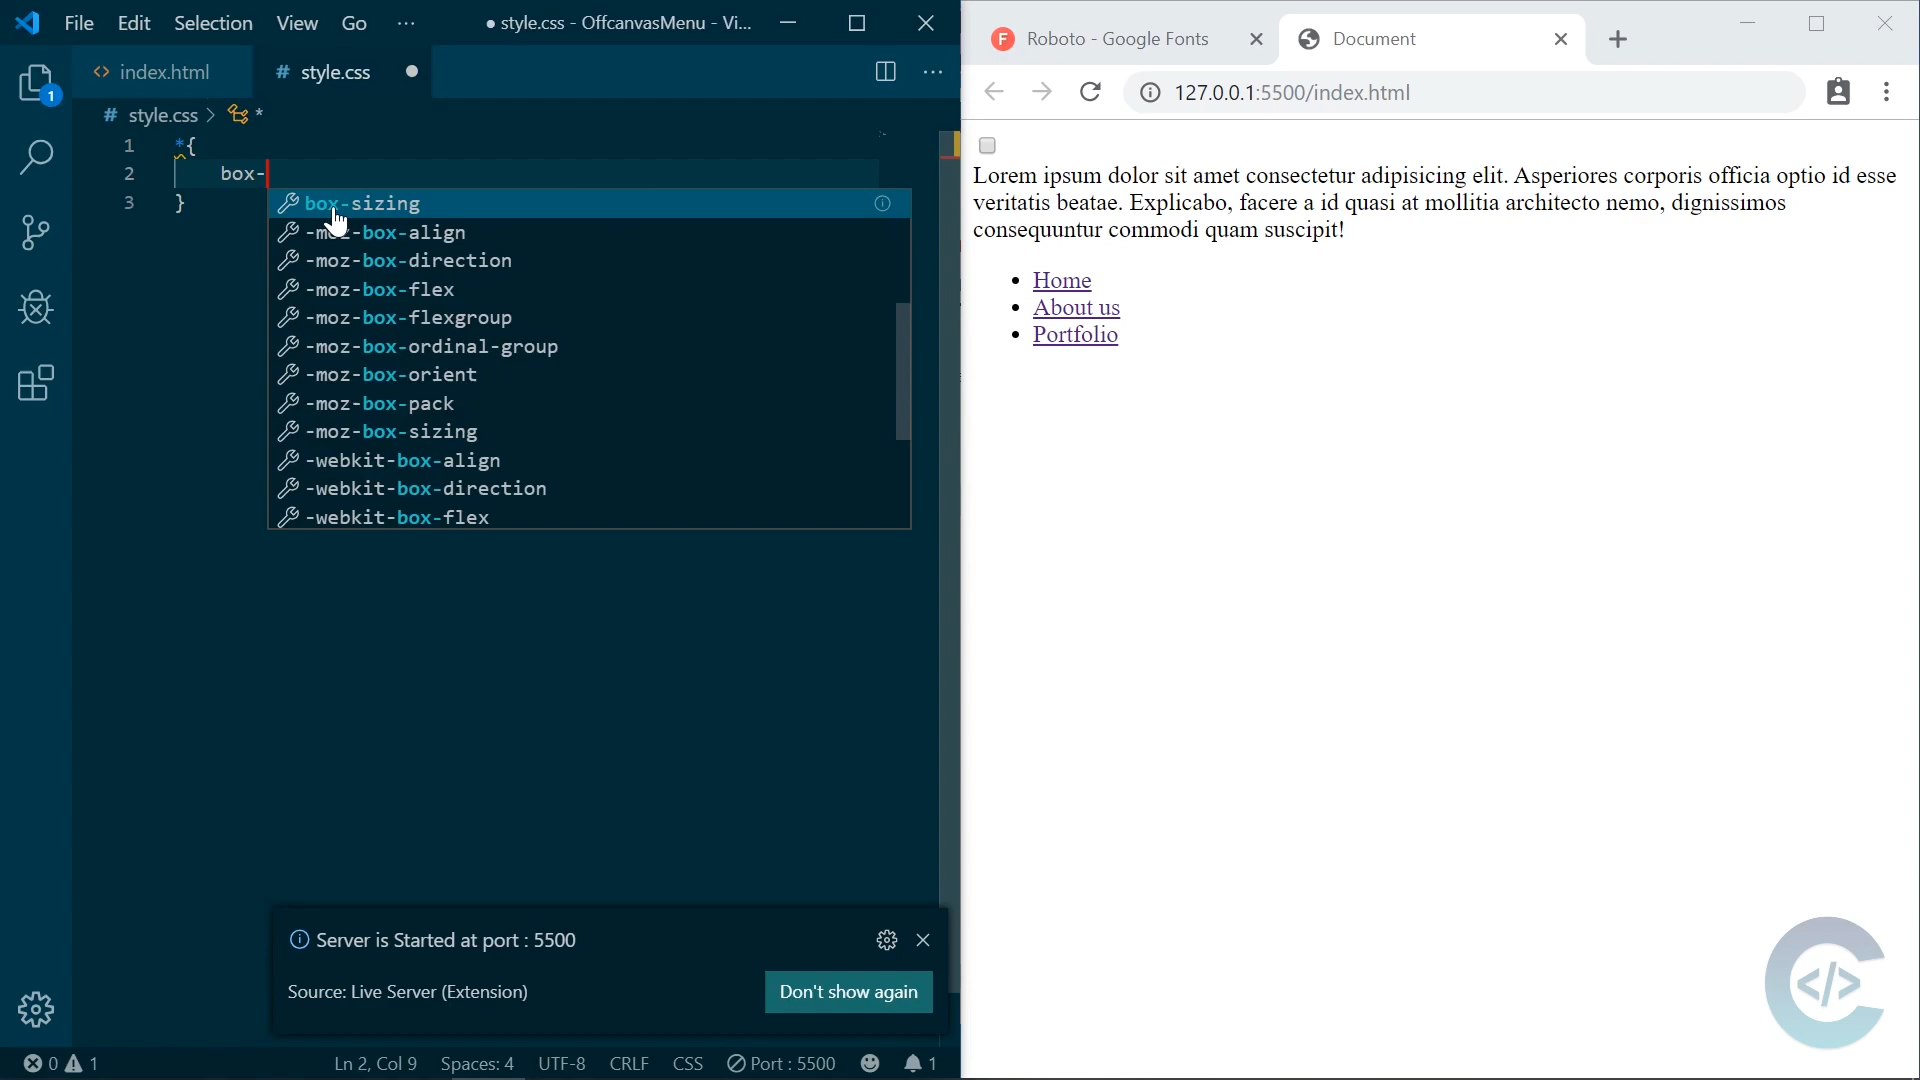 File Edit Selection View Go ··· ● style.css - OffcanvasMenu - Vi...
<> index.html # style.css ● ···
1
# style.css > *
1 *{
2 box-
3 }
box-sizing
-moz-box-align
-moz-box-direction
-moz-box-flex
-moz-box-flexgroup
-moz-box-ordinal-group
-moz-box-orient
-moz-box-pack
-moz-box-sizing
-webkit-box-align
-webkit-box-direction
-webkit-box-flex
Server is Started at port : 5500
Source: Live Server (Extension) Don't show again
0 1 Ln 2, Col 9 Spaces: 4 UTF-8 CRLF CSS Port : 5500 1
F Roboto - Google Fonts Document
127.0.0.1:5500/index.html
Lorem ipsum dolor sit amet consectetur adipisicing elit. Asperiores corporis officia optio id esse
veritatis beatae. Explicabo, facere a id quasi at mollitia architecto nemo, dignissimos
consequuntur commodi quam suscipit!
• Home
• About us
• Portfolio
</>